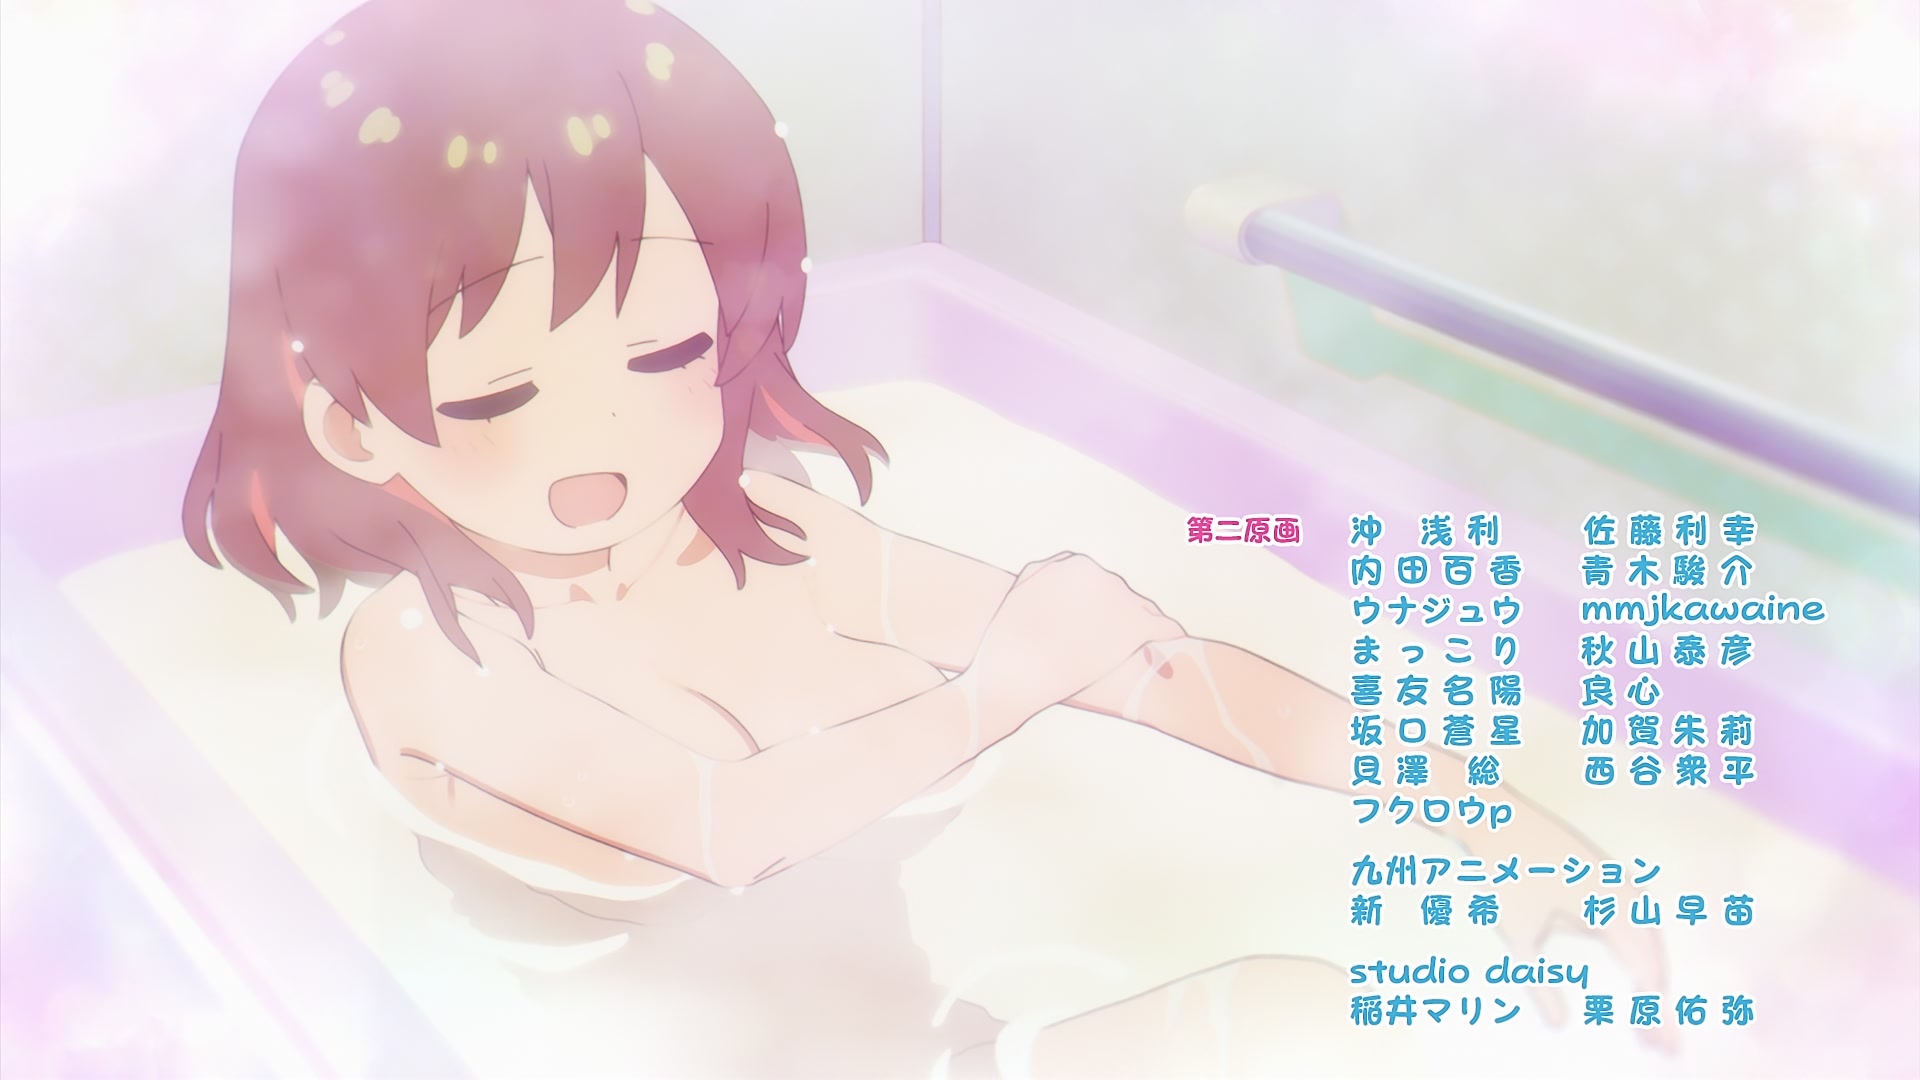 第二原画 沖 浅利 佐藤利幸
内田百香 青木駿介
ウナジュウ mmjkawaine
まっこり 秋山泰彦
喜友名陽 良心
坂口蒼星 加賀朱莉
貝澤 総 西谷衆平
フクロウp
九州アニメーション
新 優希 杉山早苗
studio daisy
稲井マリン 栗原佑弥